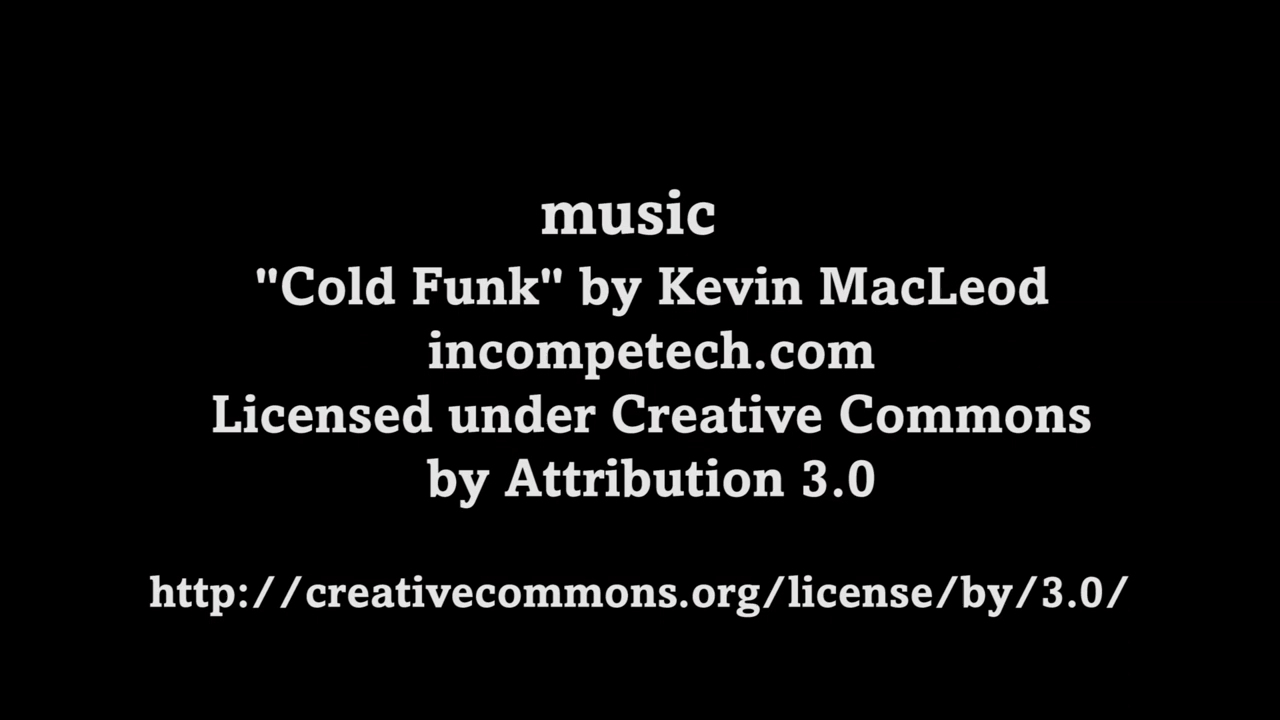 music
"Cold Funk" by Kevin MacLeod
incompetech.com
Licensed under Creative Commons
by Attribution 3.0
http://creativecommons.org/license/by/3.0/